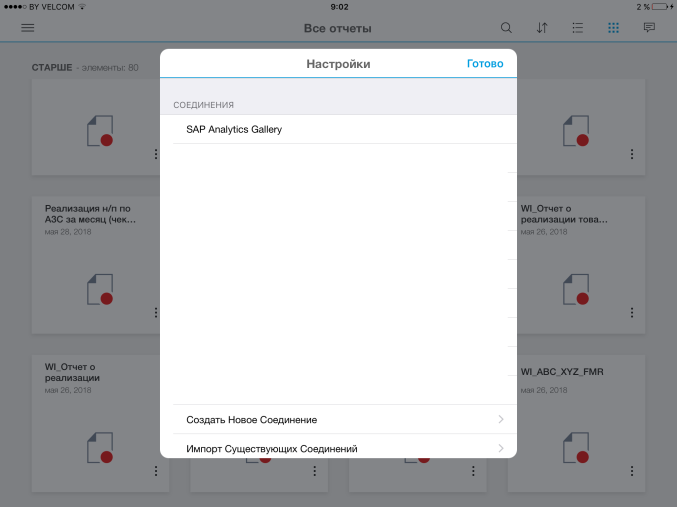 BY VELCOM
9:02
2 %
Все отчеты
СТАРШЕ - элементы: 80
Настройки
Готово
СОЕДИНЕНИЯ
SAP Analytics Gallery
Реализация н/п по
АЗС за месяц (чек...
мая 28, 2018
WI_Отчет о
реализации това...
мая 26, 2018
WI_Отчет о
реализации
мая 26, 2018
WI_ABC_XYZ_FMR
мая 26, 2018
Создать Новое Соединение
Импорт Существующих Соединений